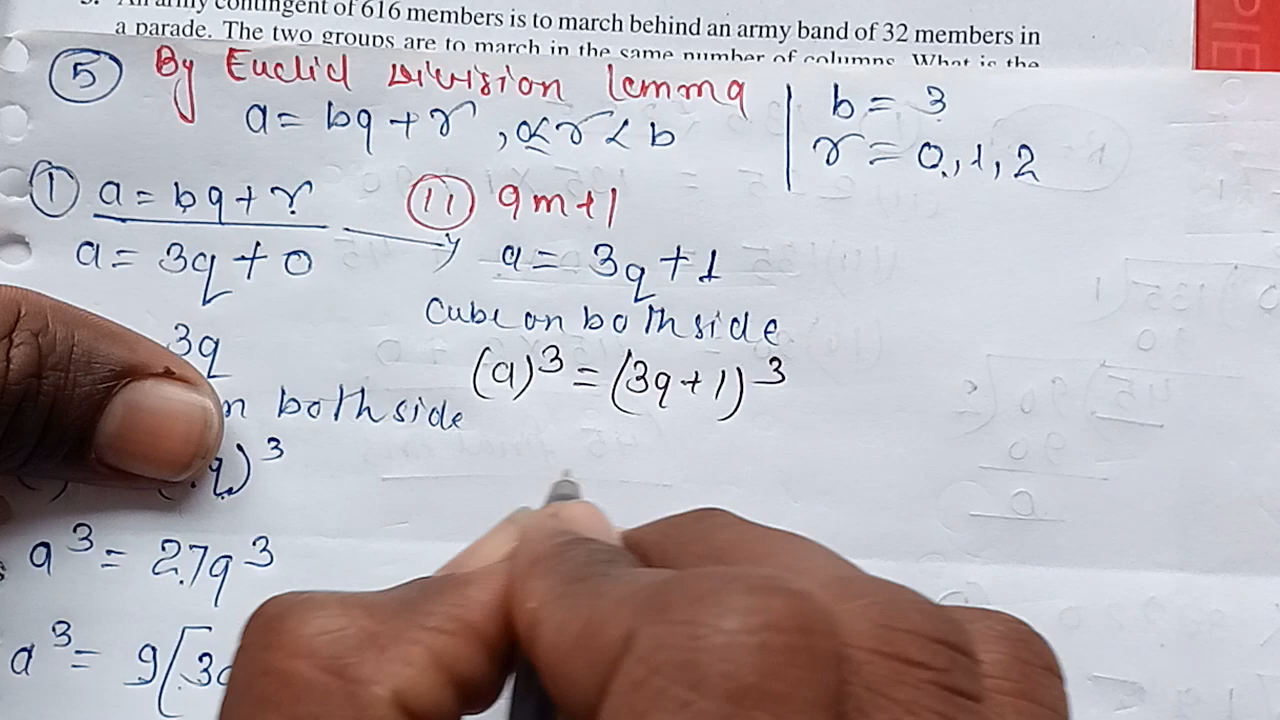 An army contingent of 616 members is to march behind an army band of 32 members in
a parade. The two groups are to march in the same number of columns. What is the
5 By Euclid Division lemma
a = bq + r , 0≤r< b
b = 3
r = 0, 1, 2
1 a = bq + r
a = 3q + 0
3q
n both side
q)³
a³ = 27q³
a³ = 9[3q
11 9m+1
a = 3q + 1
Cube on both side
(a)³ = (3q + 1)³